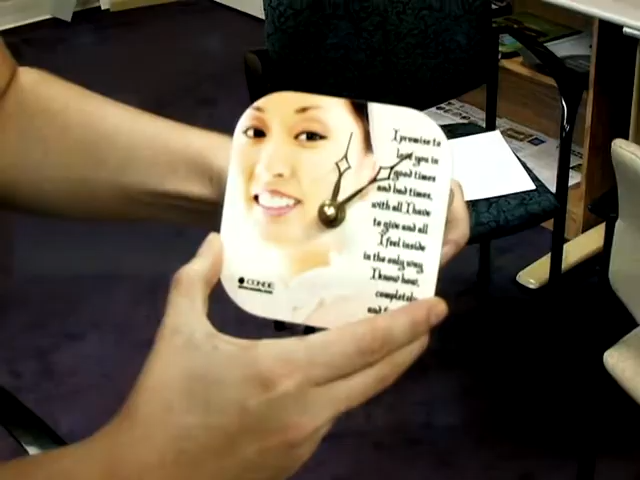 I promise to
love you in
good times
and bad times,
with all I have
to give and all
I feel inside
in the only way
I know how,
completely
and
CONDE